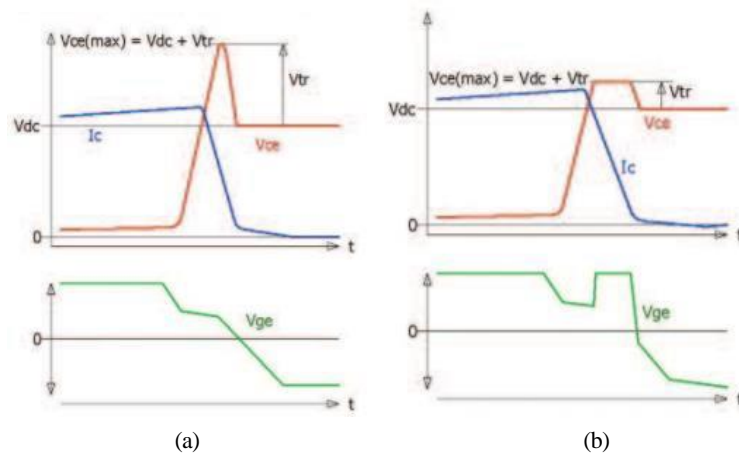 Vce(max) = Vdc + Vtr
Vtr
Vdc
Ic
Vce
0
t
Vge
0
t
(a)
Vce(max) = Vdc + Vtr
Vtr
Vdc
Vce
Ic
0
t
Vge
0
t
(b)